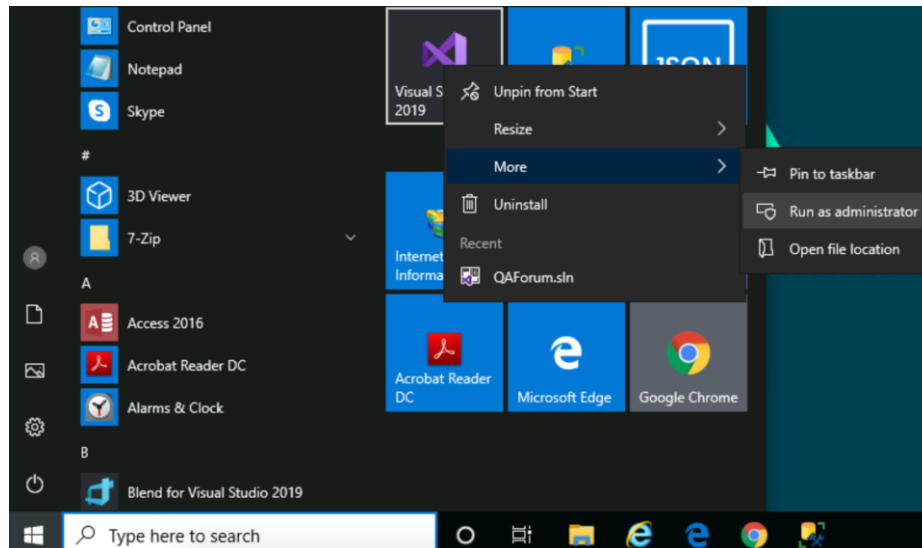 Control Panel
Notepad
Skype
#
3D Viewer
7-Zip
A
Access 2016
Acrobat Reader DC
Alarms & Clock
B
Blend for Visual Studio 2019
Visual S
2019
JSON
Internet
Informa
Acrobat Reader
DC
Microsoft Edge
Google Chrome
Unpin from Start
Resize
More
Uninstall
Recent
QAForum.sln
Pin to taskbar
Run as administrator
Open file location
Type here to search